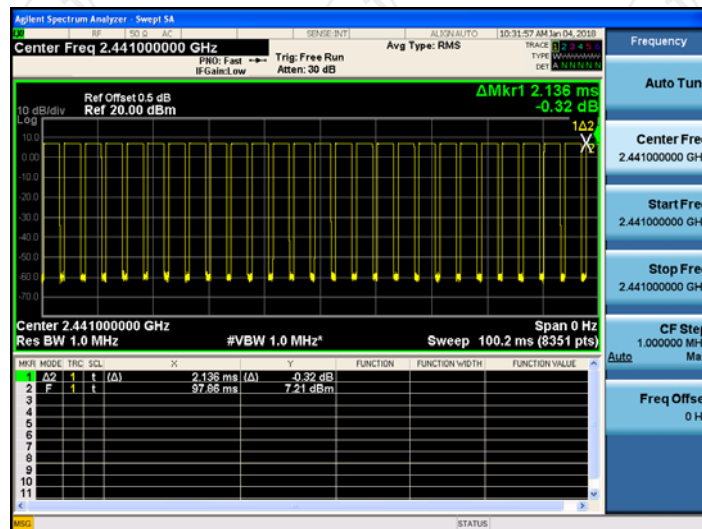 Agilent Spectrum Analyzer - Swept SA
RF 50 Ω AC SENSE:INT ALIGNAUTO 10:31:57 AM Jan 04, 2018
Center Freq 2.441000000 GHz
PNO: Fast
IFGain:Low
Trig: Free Run
Atten: 30 dB
Avg Type: RMS
TRACE 1 2 3 4 5 6
TYPE
DET A N N N N N
ΔMkr1 2.136 ms
-0.32 dB
Ref Offset 0.5 dB
10 dB/div Ref 20.00 dBm
Log
1Δ2
10.0
0.00
-10.0
-20.0
-30.0
-40.0
-50.0
-60.0
-70.0
Center 2.441000000 GHz Span 0 Hz
Res BW 1.0 MHz #VBW 1.0 MHz* Sweep 100.2 ms (8351 pts)
MKR MODE TRC SCL X Y FUNCTION FUNCTION WIDTH FUNCTION VALUE
1 Δ2 1 t (Δ) 2.136 ms (Δ) -0.32 dB
2 F 1 t 97.86 ms 7.21 dBm
3
4
5
6
7
8
9
10
11
MSG STATUS
Frequency
Auto Tun
Center Fre
2.441000000 GH
Start Fre
2.441000000 GH
Stop Fre
2.441000000 GH
CF Step
1.000000 MH
Auto Ma
Freq Offse
0 H